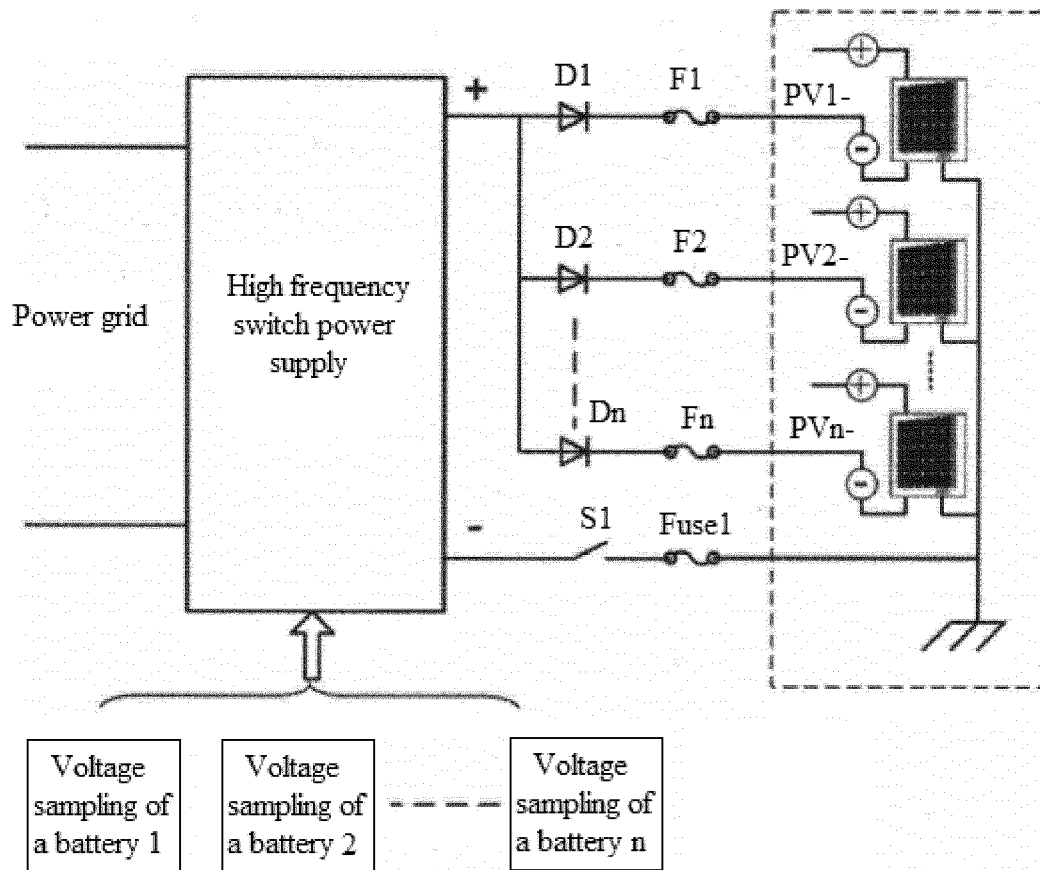 D1
F1
PV1-
+
+
-
D2
F2
PV2-
+
-
Power grid
High frequency
switch power
supply
Dn
Fn
PVn-
+
-
-
S1
Fuse1
Voltage
sampling of
a battery 1
Voltage
sampling of
a battery 2
Voltage
sampling of
a battery n